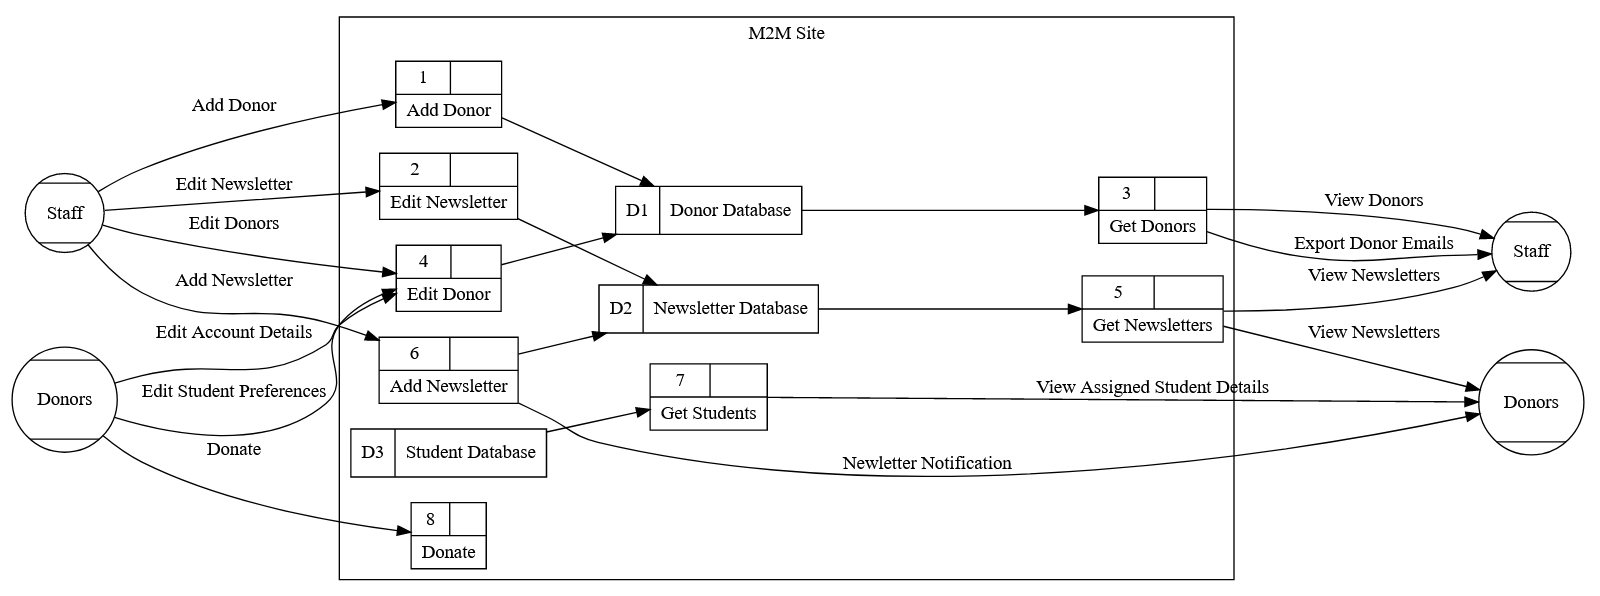 M2M Site
1
Add Donor
Add Donor
2
Edit Newsletter
Edit Newsletter
Staff
D1 Donor Database
3
Get Donors
View Donors
Edit Donors
4
Edit Donor
Export Donor Emails
Staff
Add Newsletter
D2 Newsletter Database
5
Get Newsletters
View Newsletters
Edit Account Details
6
Add Newsletter
View Newsletters
7
Get Students
View Assigned Student Details
Donors
Edit Student Preferences
Donors
Donate
D3 Student Database
Newletter Notification
8
Donate